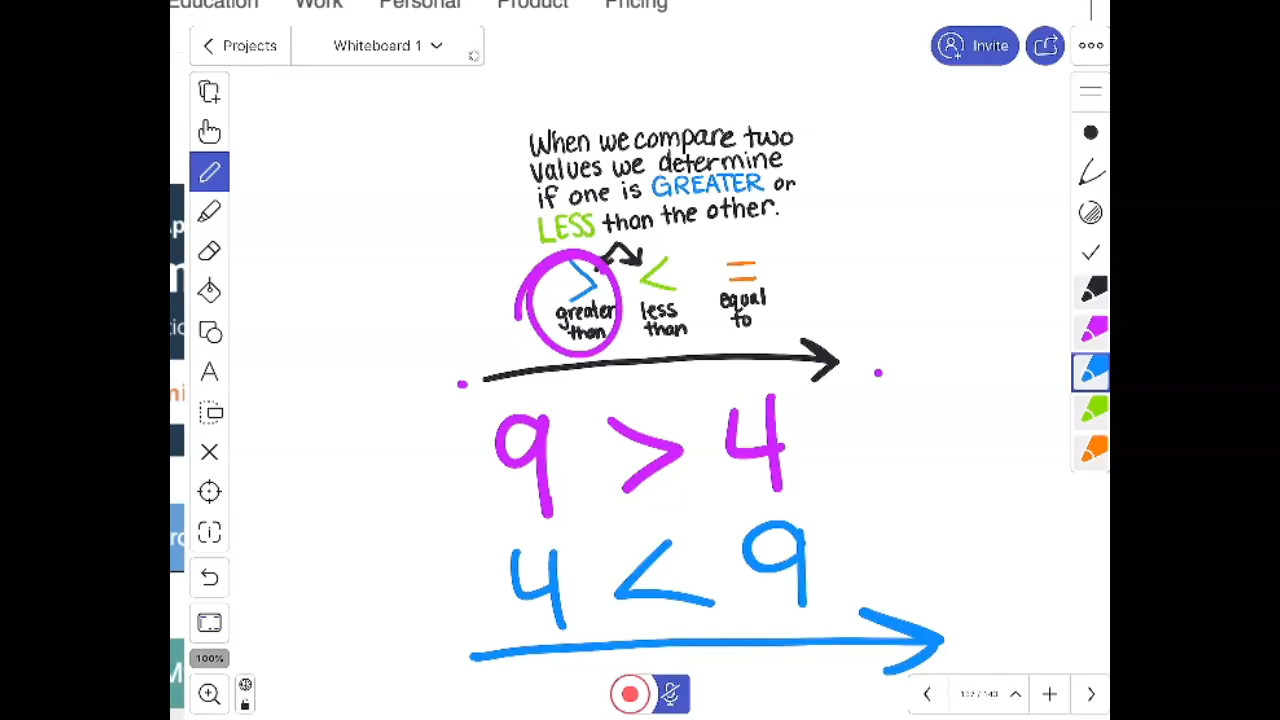 Education Work Personal Product Pricing
Projects
Whiteboard 1
Invite
When we compare two
values we determine
if one is GREATER or
LESS than the other.
> < =
greater less equal
than than to
9 > 4
4 < 9
100%